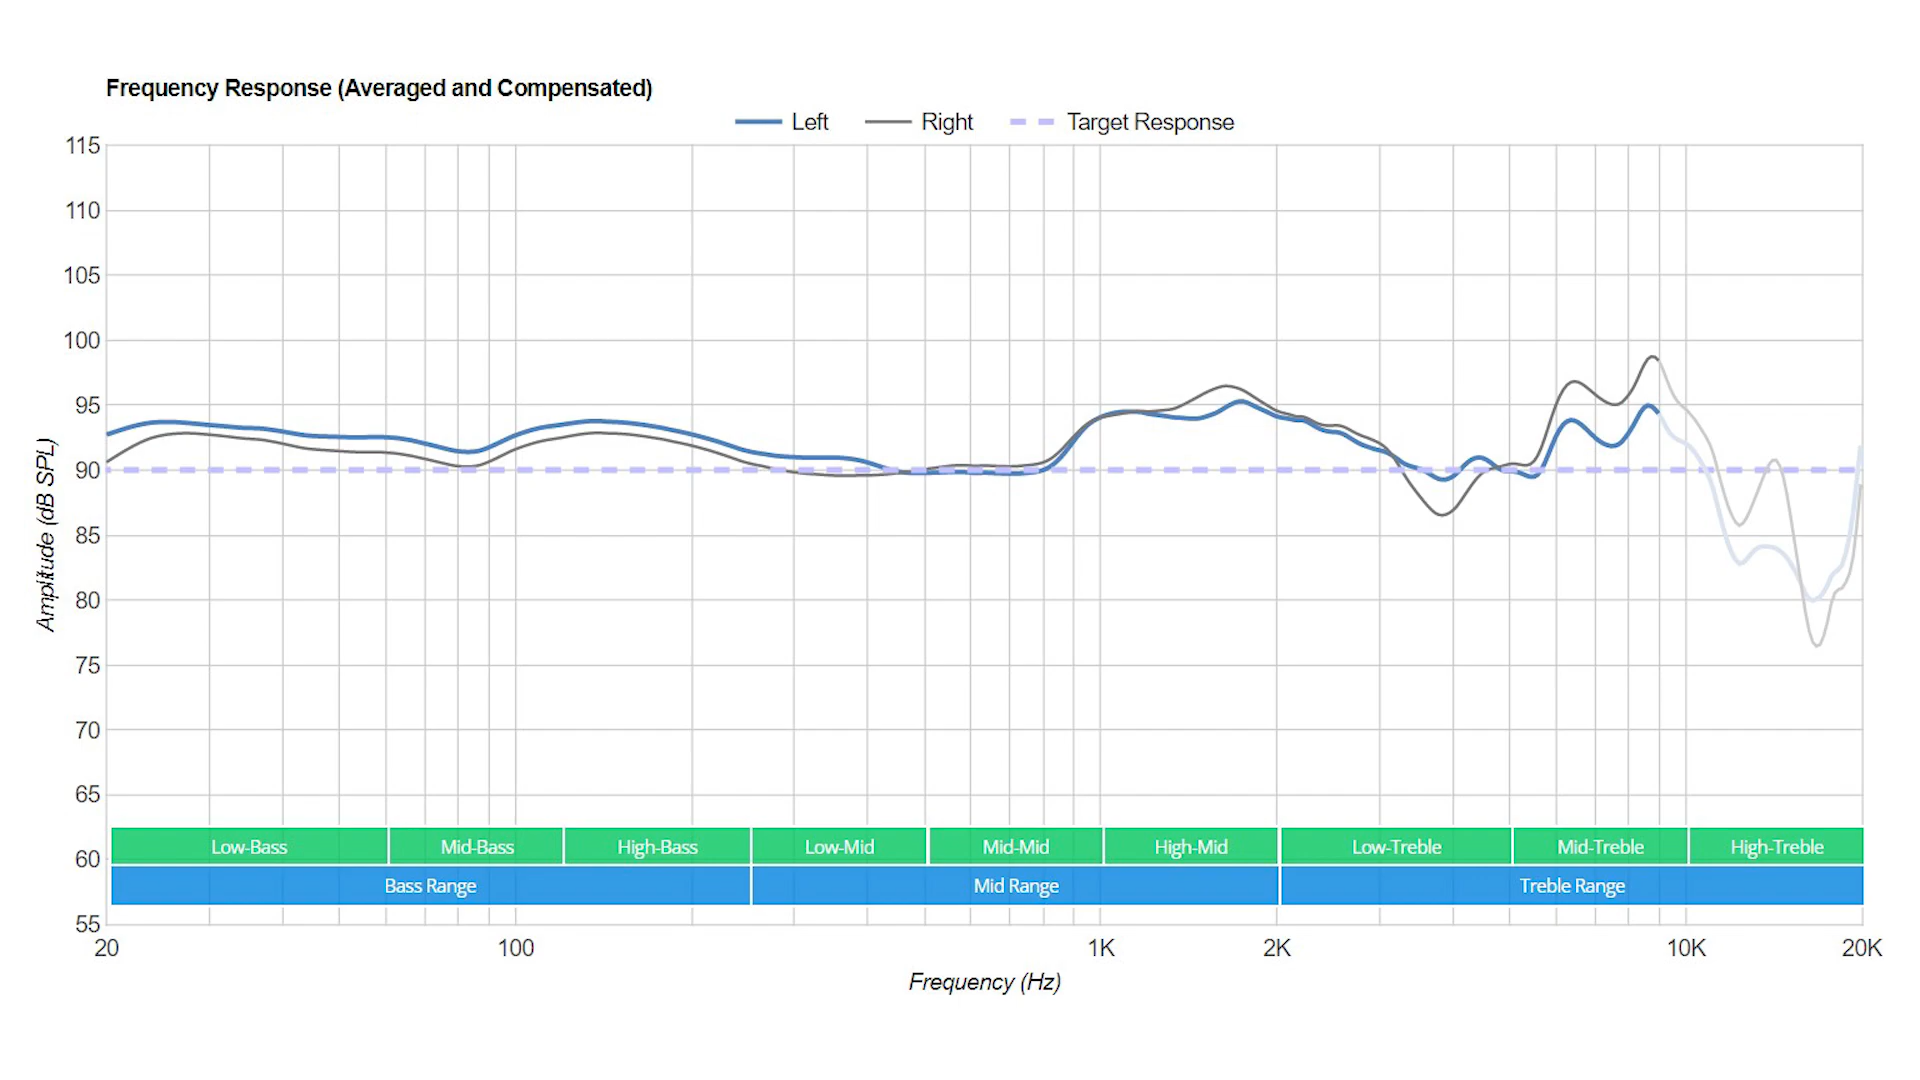 Frequency Response (Averaged and Compensated)
Left Right Target Response
115
110
105
100
95
90
85
80
75
70
65
60
55
Amplitude (dB SPL)
Low-Bass Mid-Bass High-Bass Low-Mid Mid-Mid High-Mid Low-Treble Mid-Treble High-Treble
Bass Range Mid Range Treble Range
20 100 1K 2K 10K 20K
Frequency (Hz)